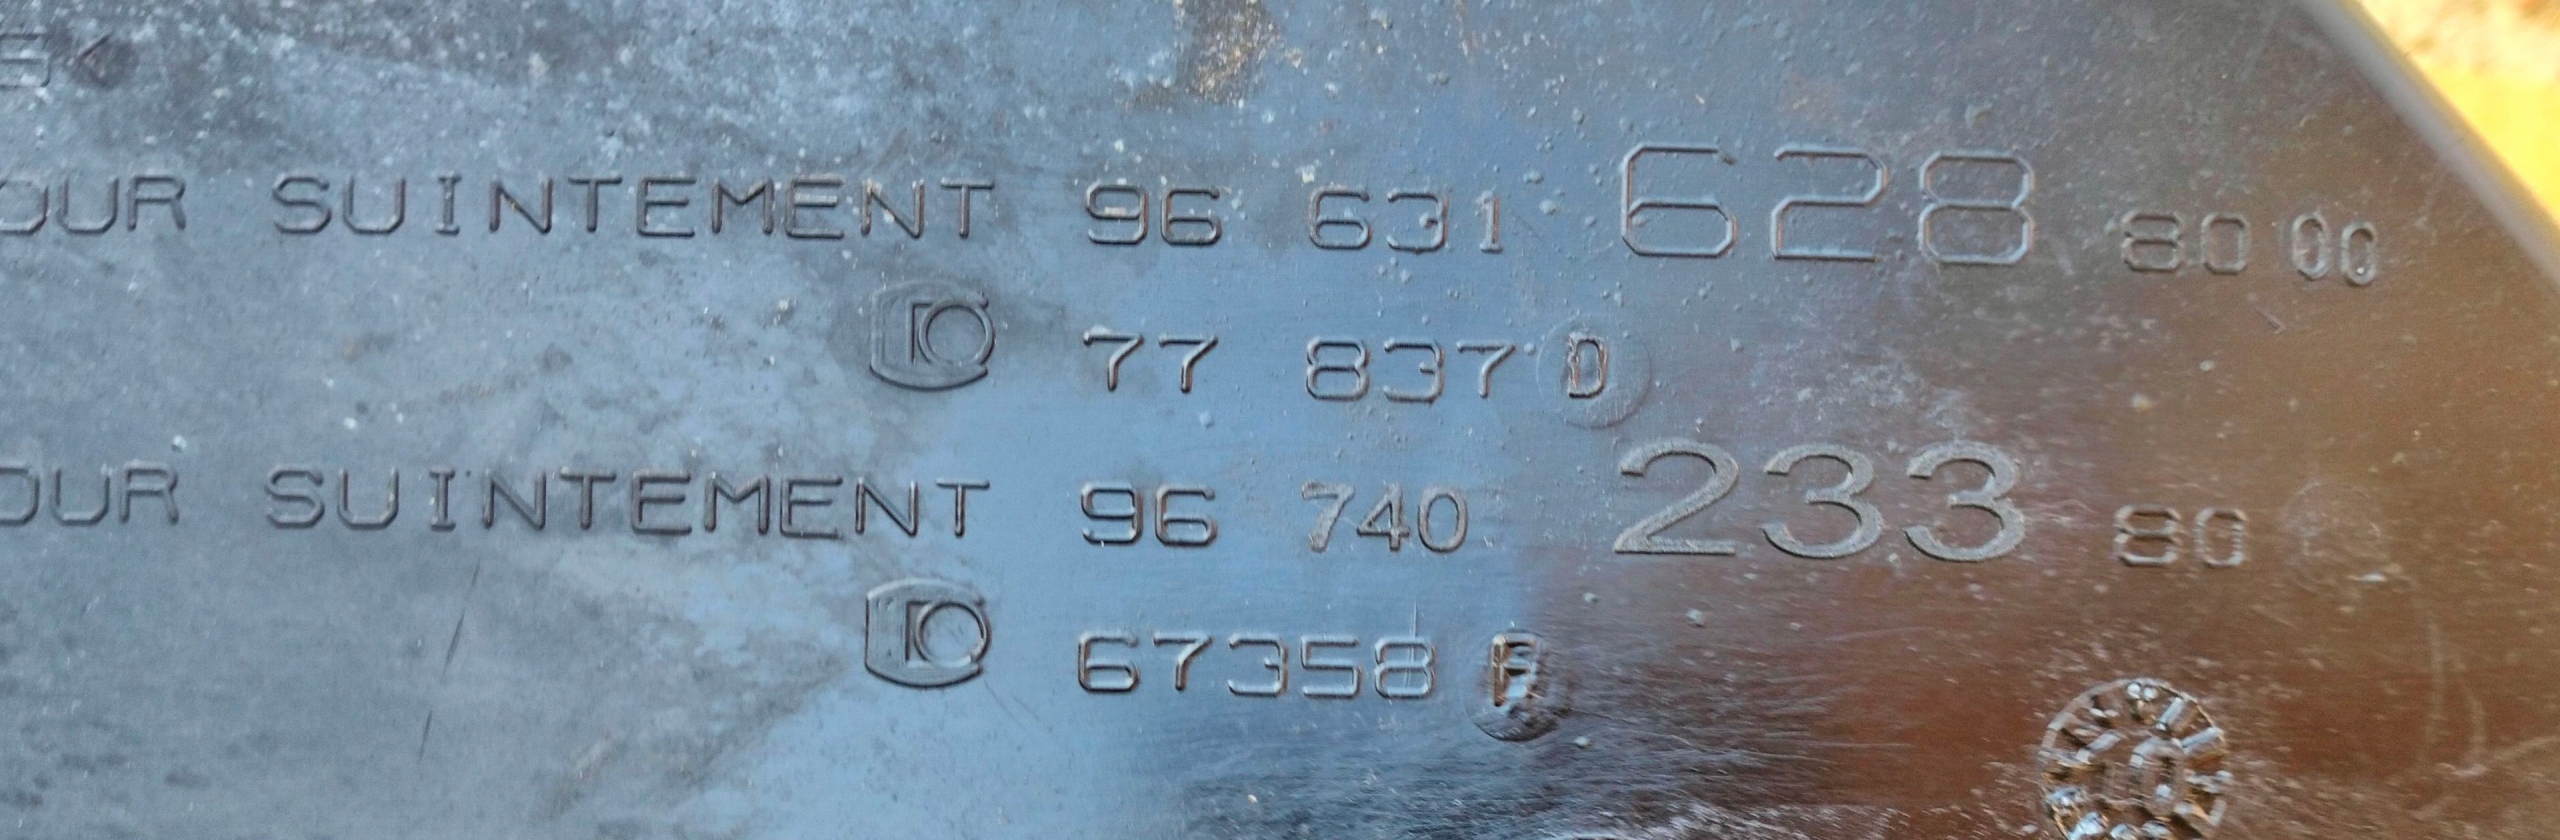 B<
OUR SUINTEMENT 96 631 628 80 00
77 837 D
OUR SUINTEMENT 96 740 233 80
67358